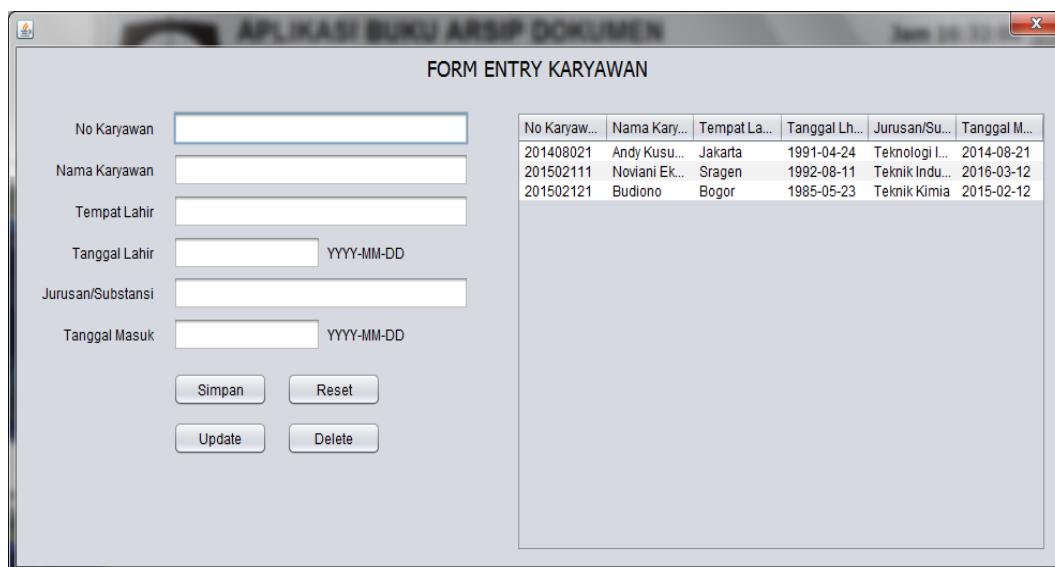 APLIKASI BUKU ARSIP DOKUMEN
FORM ENTRY KARYAWAN
No Karyawan
Nama Karyawan
Tempat Lahir
Tanggal Lahir YYYY-MM-DD
Jurusan/Substansi
Tanggal Masuk YYYY-MM-DD
Simpan Reset
Update Delete
No Karyaw... Nama Kary... Tempat La... Tanggal Lh... Jurusan/Su... Tanggal M...
201408021 Andy Kusu... Jakarta 1991-04-24 Teknologi I... 2014-08-21
201502111 Noviani Ek... Sragen 1992-08-11 Teknik Indu... 2016-03-12
201502121 Budiono Bogor 1985-05-23 Teknik Kimia 2015-02-12